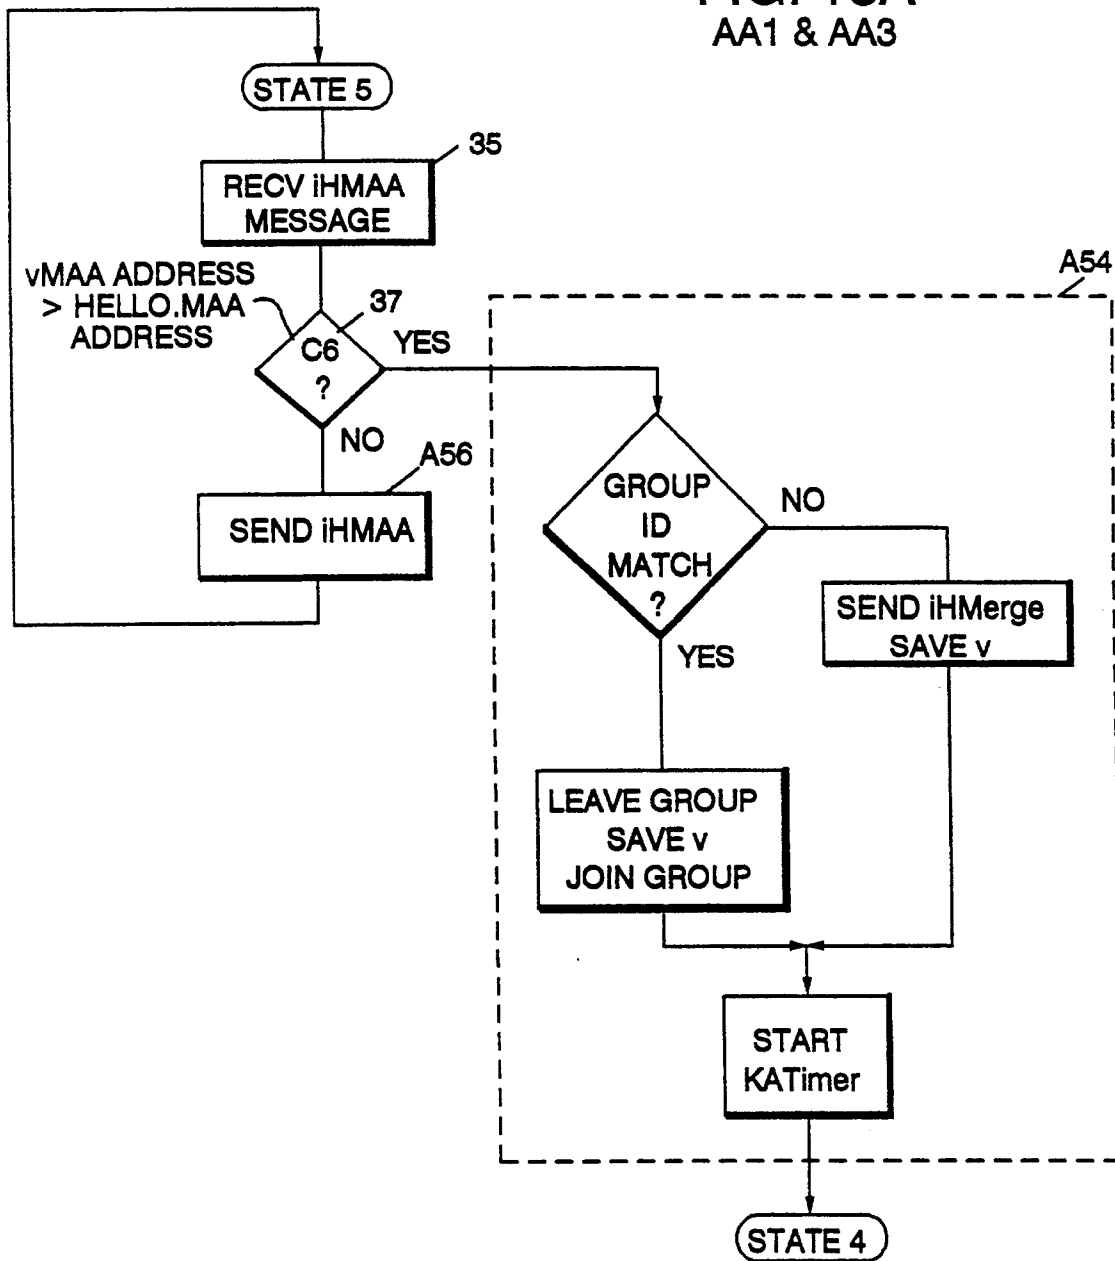 AA1 & AA3
STATE 5
35
RECV iHMAA
MESSAGE
vMAA ADDRESS
> HELLO.MAA
ADDRESS
37
C6
?
YES
NO
A56
SEND iHMAA
A54
GROUP
ID
MATCH
?
NO
YES
SEND iHMerge
SAVE v
LEAVE GROUP
SAVE v
JOIN GROUP
START
KATimer
STATE 4